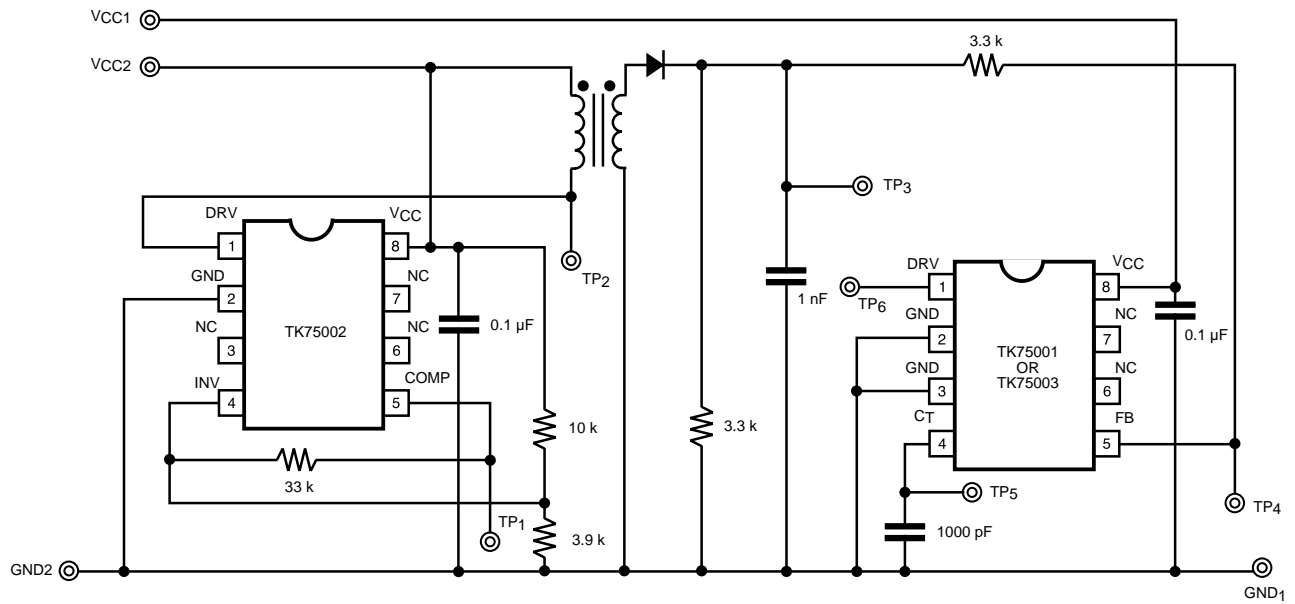 VCC1
VCC2
3.3 k
TP3
DRV
VCC
1
8
GND
NC
2
7
TK75002
NC
NC
3
6
INV
COMP
4
5
TP2
0.1 µF
10 k
33 k
TP1
3.9 k
3.3 k
1 nF
TP6
DRV
VCC
1
8
GND
NC
2
7
TK75001
OR
TK75003
GND
NC
3
6
CT
FB
4
5
0.1 µF
TP5
1000 pF
TP4
GND2
GND1